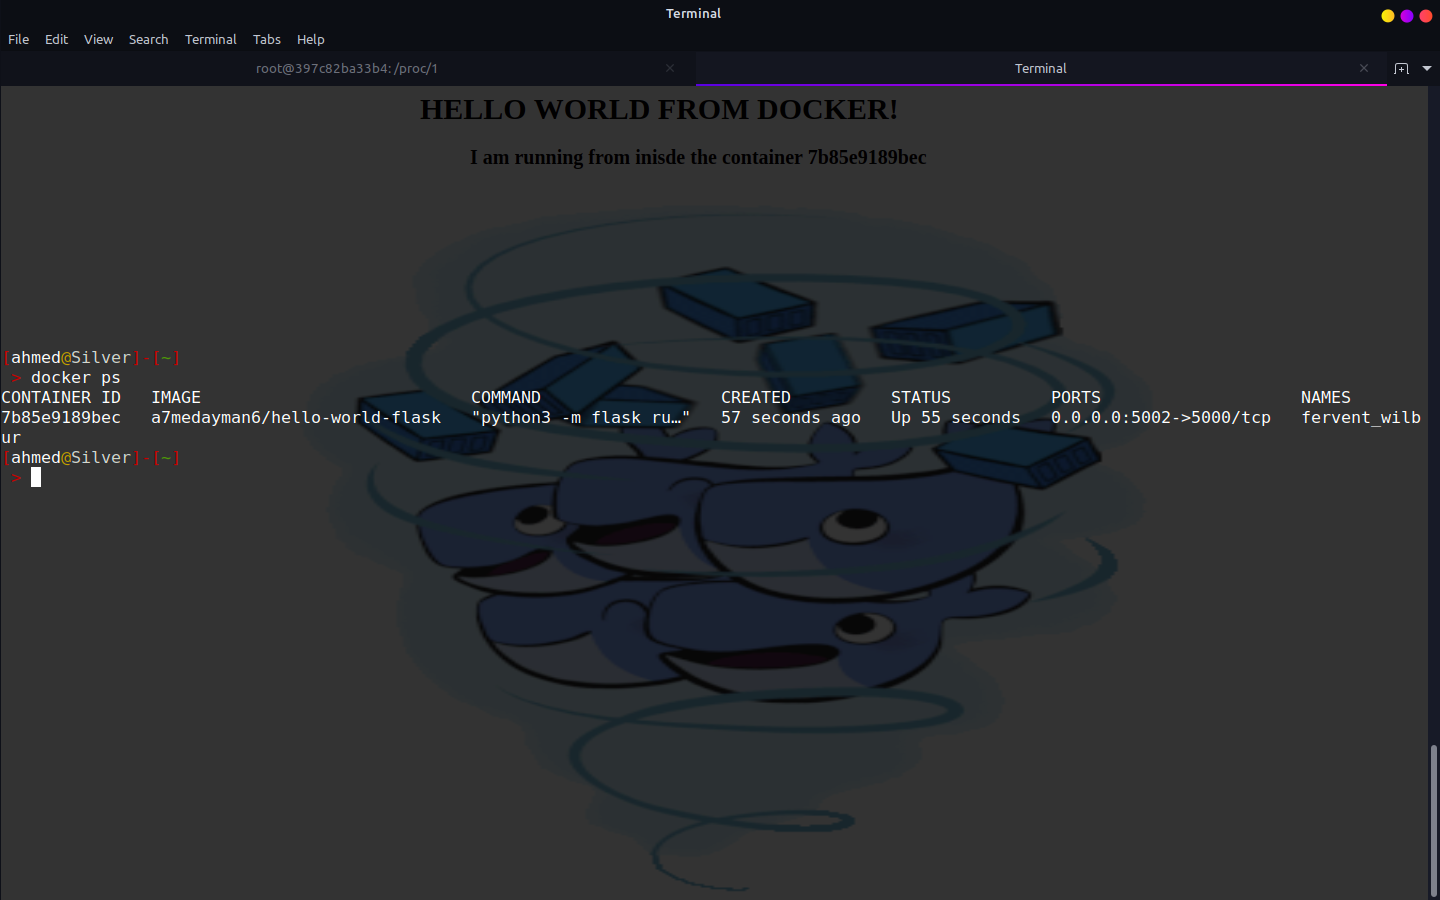 Terminal
File Edit View Search Terminal Tabs Help
root@397c82ba33b4: /proc/1 Terminal
HELLO WORLD FROM DOCKER!
I am running from inisde the container 7b85e9189bec
[ahmed@Silver]-[~]
> docker ps
CONTAINER ID IMAGE COMMAND CREATED STATUS PORTS NAMES
7b85e9189bec a7medayman6/hello-world-flask "python3 -m flask ru…" 57 seconds ago Up 55 seconds 0.0.0.0:5002->5000/tcp fervent_wilb
ur
[ahmed@Silver]-[~]
>